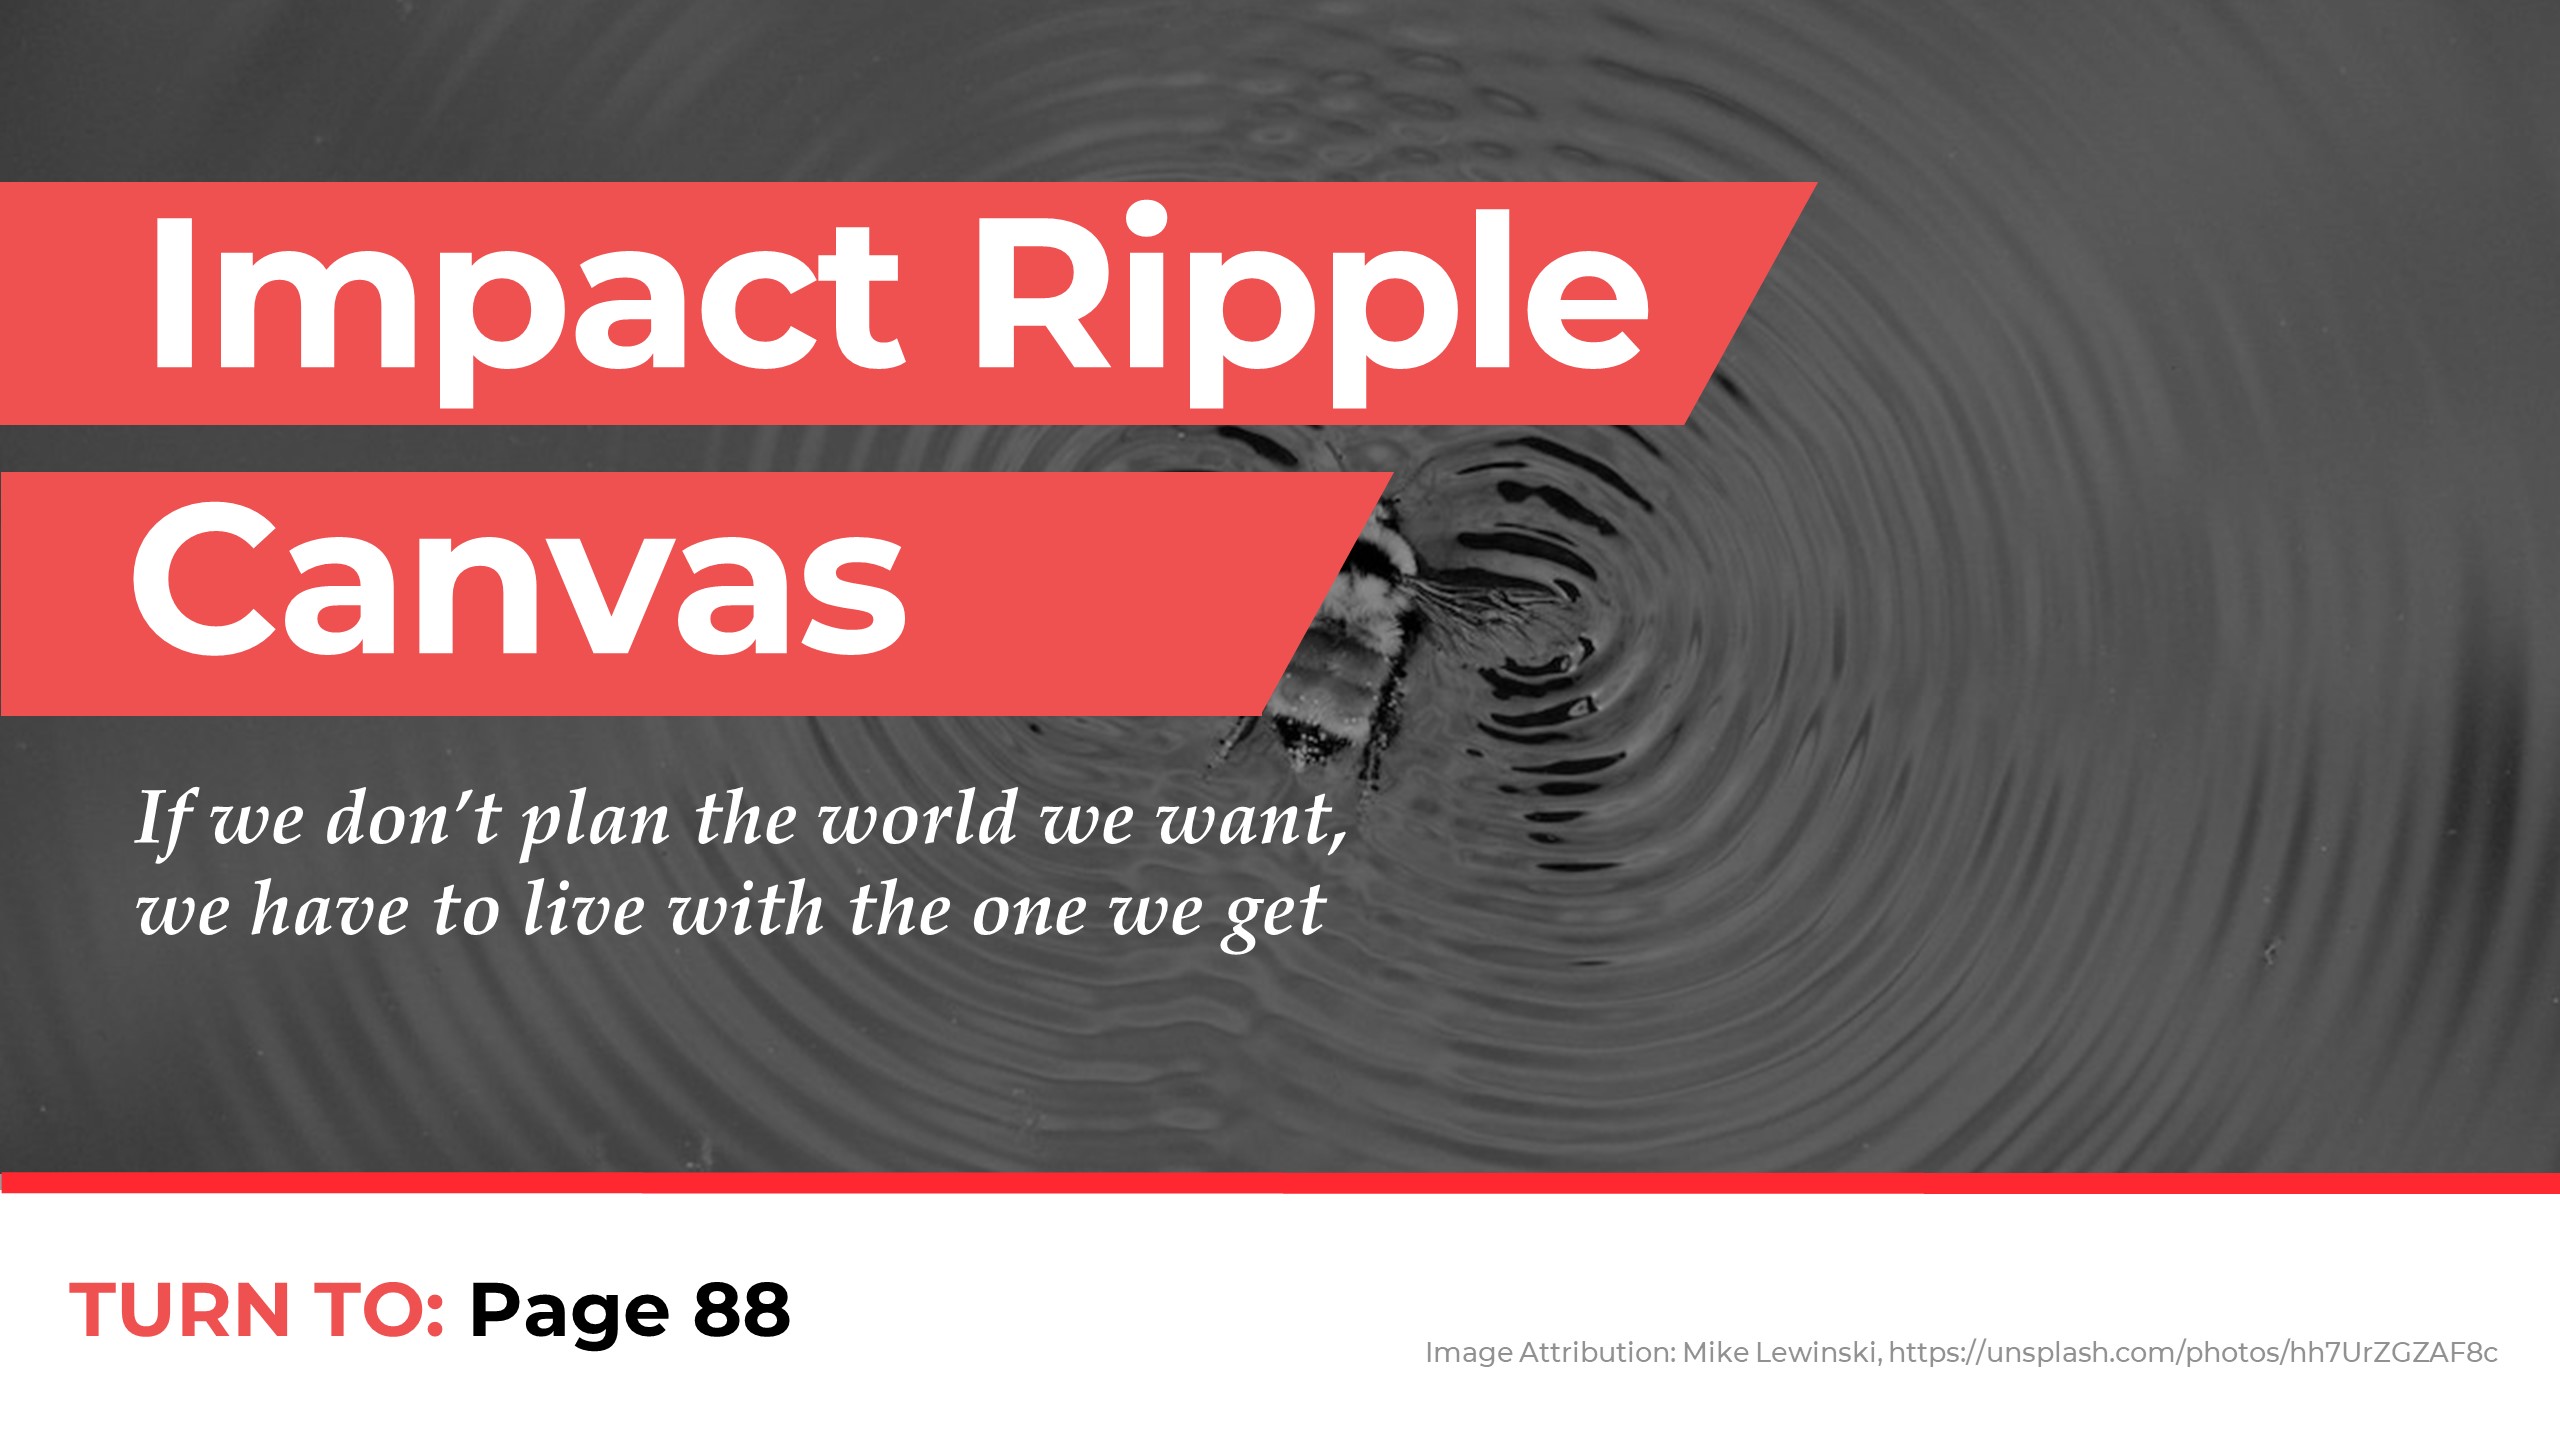 Impact Ripple
Canvas
If we don’t plan the world we want,
we have to live with the one we get
TURN TO: Page 88
Image Attribution: Mike Lewinski, https://unsplash.com/photos/hh7UrZGZAF8c